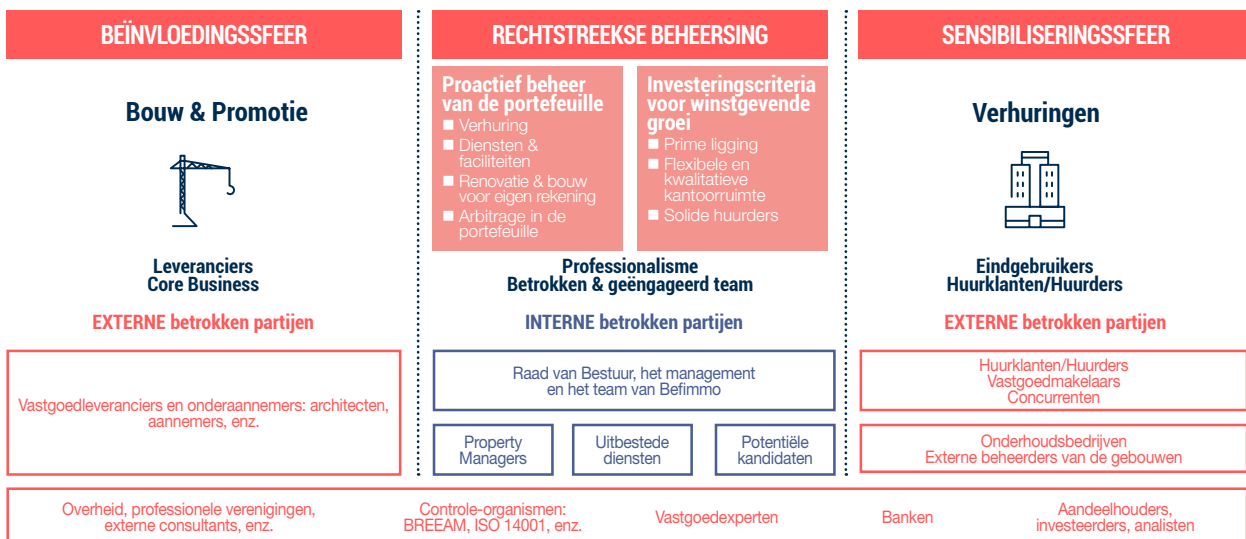 BEÏNVLOEDINGSSFEER
Bouw & Promotie
Leveranciers
Core Business
EXTERNE betrokken partijen
Vastgoedleveranciers en onderaannemers: architecten,
aannemers, enz.
RECHTSTREEKSE BEHEERSING
Proactief beheer
van de portefeuille
■ Verhuring
■ Diensten &
faciliteiten
■ Renovatie & bouw
voor eigen rekening
■ Arbitrage in de
portefeuille
Investeringscriteria
voor winstgevende
groei
■ Prime ligging
■ Flexibele en
kwalitatieve
kantoorruimte
■ Solide huurders
Professionalisme
Betrokken & geëngageerd team
INTERNE betrokken partijen
Raad van Bestuur, het management
en het team van Befimmo
Property
Managers
Uitbestede
diensten
Potentiële
kandidaten
SENSIBILISERINGSSFEER
Verhuringen
Eindgebruikers
Huurklanten/Huurders
EXTERNE betrokken partijen
Huurklanten/Huurders
Vastgoedmakelaars
Concurrenten
Onderhoudsbedrijven
Externe beheerders van de gebouwen
Overheid, professionele verenigingen,
externe consultants, enz.
Controle-organismen:
BREEAM, ISO 14001, enz.
Vastgoedexperten
Banken
Aandeelhouders,
investeerders, analisten